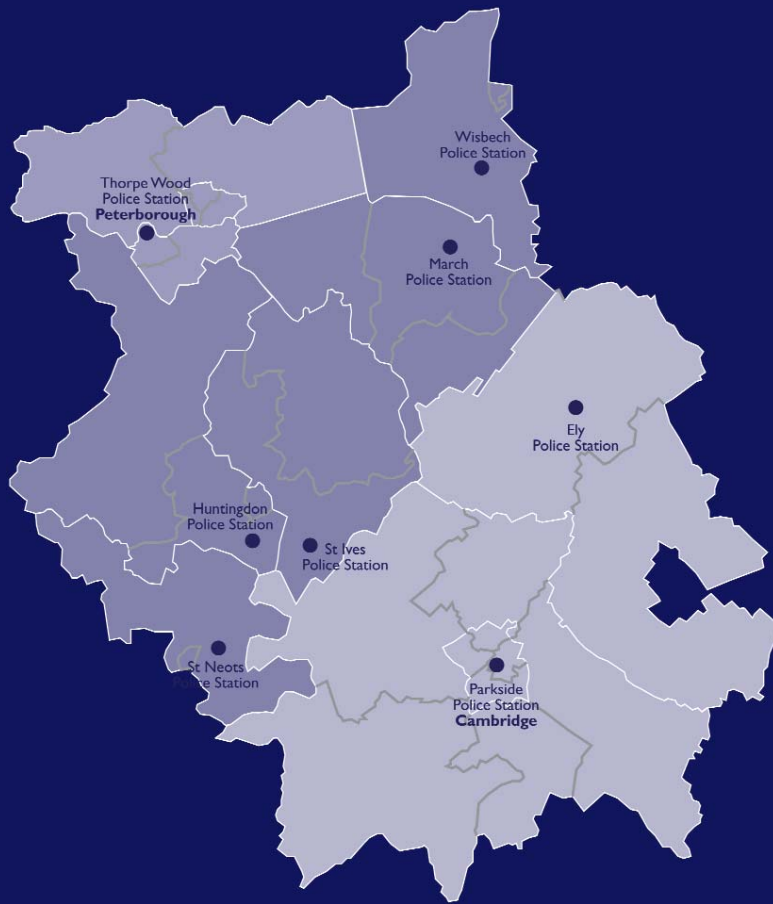 Wisbech
Police Station
Thorpe Wood
Police Station
Peterborough
March
Police Station
Ely
Police Station
Huntingdon
Police Station
St Ives
Police Station
St Neots
Police Station
Parkside
Police Station
Cambridge